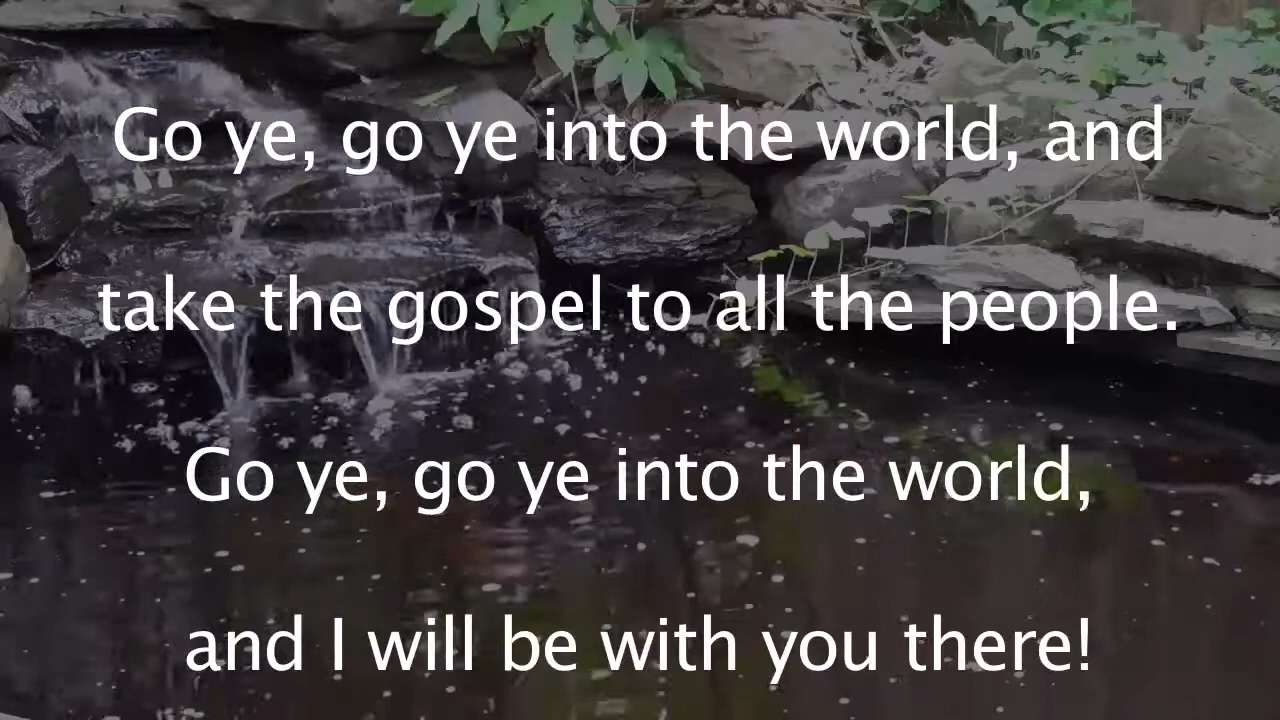 Go ye, go ye into the world, and
take the gospel to all the people.
Go ye, go ye into the world,
and I will be with you there!